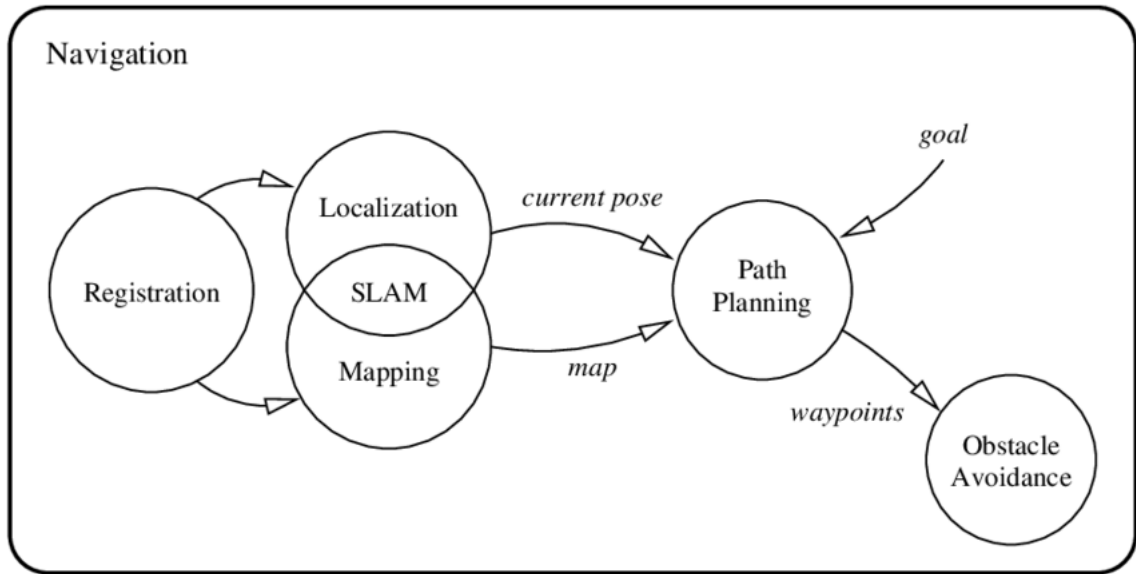 Navigation
goal
Localization
current pose
Registration
SLAM
Path
Planning
Mapping
map
waypoints
Obstacle
Avoidance